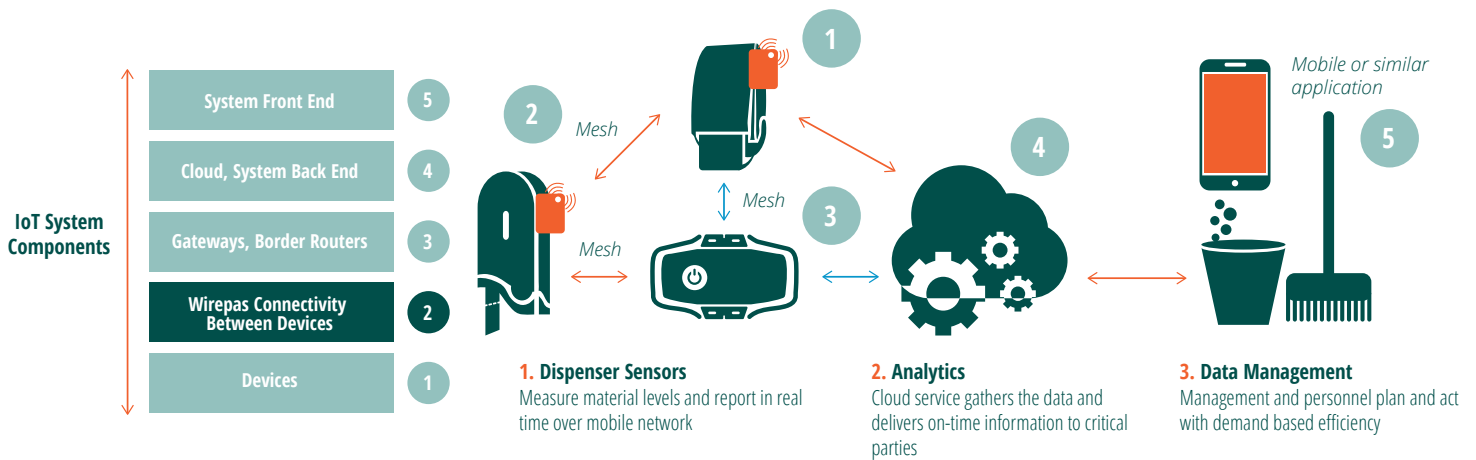 IoT System
Components
System Front End
5
Cloud, System Back End
4
Gateways, Border Routers
3
Wirepas Connectivity
Between Devices
2
Devices
1
1
2
Mesh
Mesh
Mesh
3
4
Mobile or similar
application
5
1. Dispenser Sensors
Measure material levels and report in real
time over mobile network
2. Analytics
Cloud service gathers the data and
delivers on-time information to critical
parties
3. Data Management
Management and personnel plan and act
with demand based efficiency